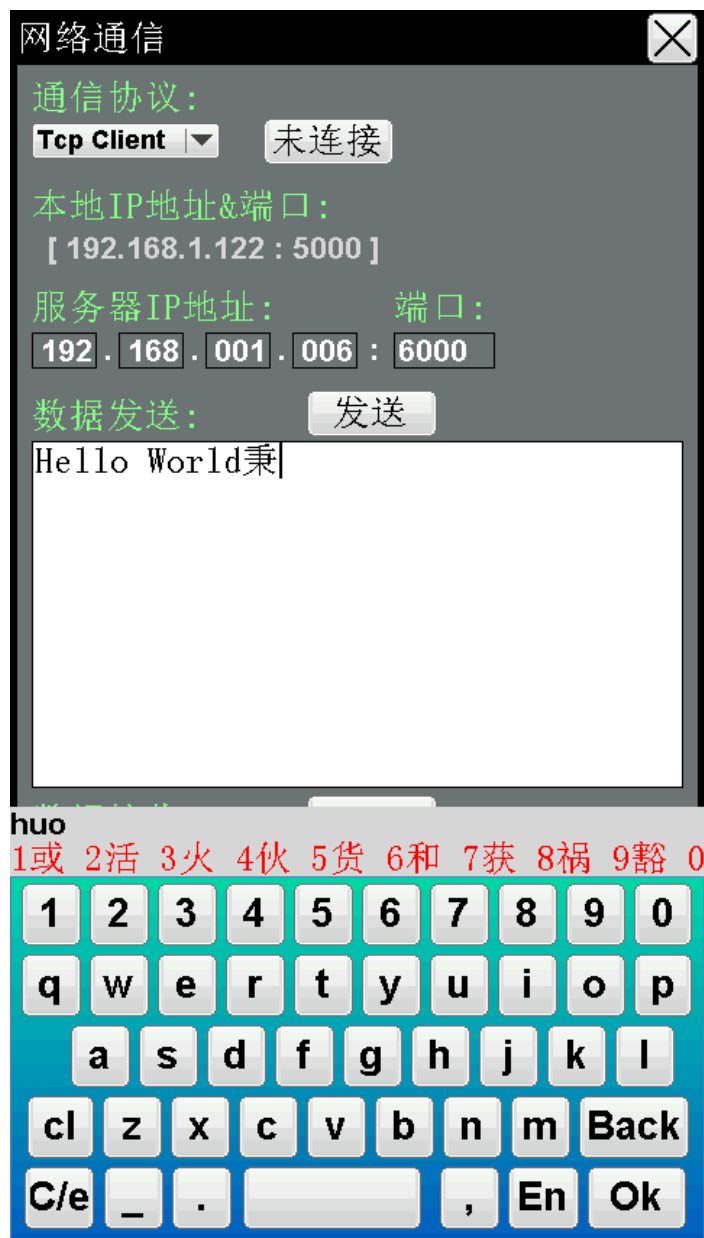 网络通信
通信协议:
Tcp Client 未连接
本地IP地址&端口:
[ 192.168.1.122 : 5000 ]
服务器IP地址: 端口:
192 . 168 . 001 . 006 : 6000
数据发送: 发送
Hello World秉
huo
1或 2活 3火 4伙 5货 6和 7获 8祸 9豁 0
1 2 3 4 5 6 7 8 9 0
q w e r t y u i o p
a s d f g h j k l
cl z x c v b n m Back
C/e _ . , En Ok